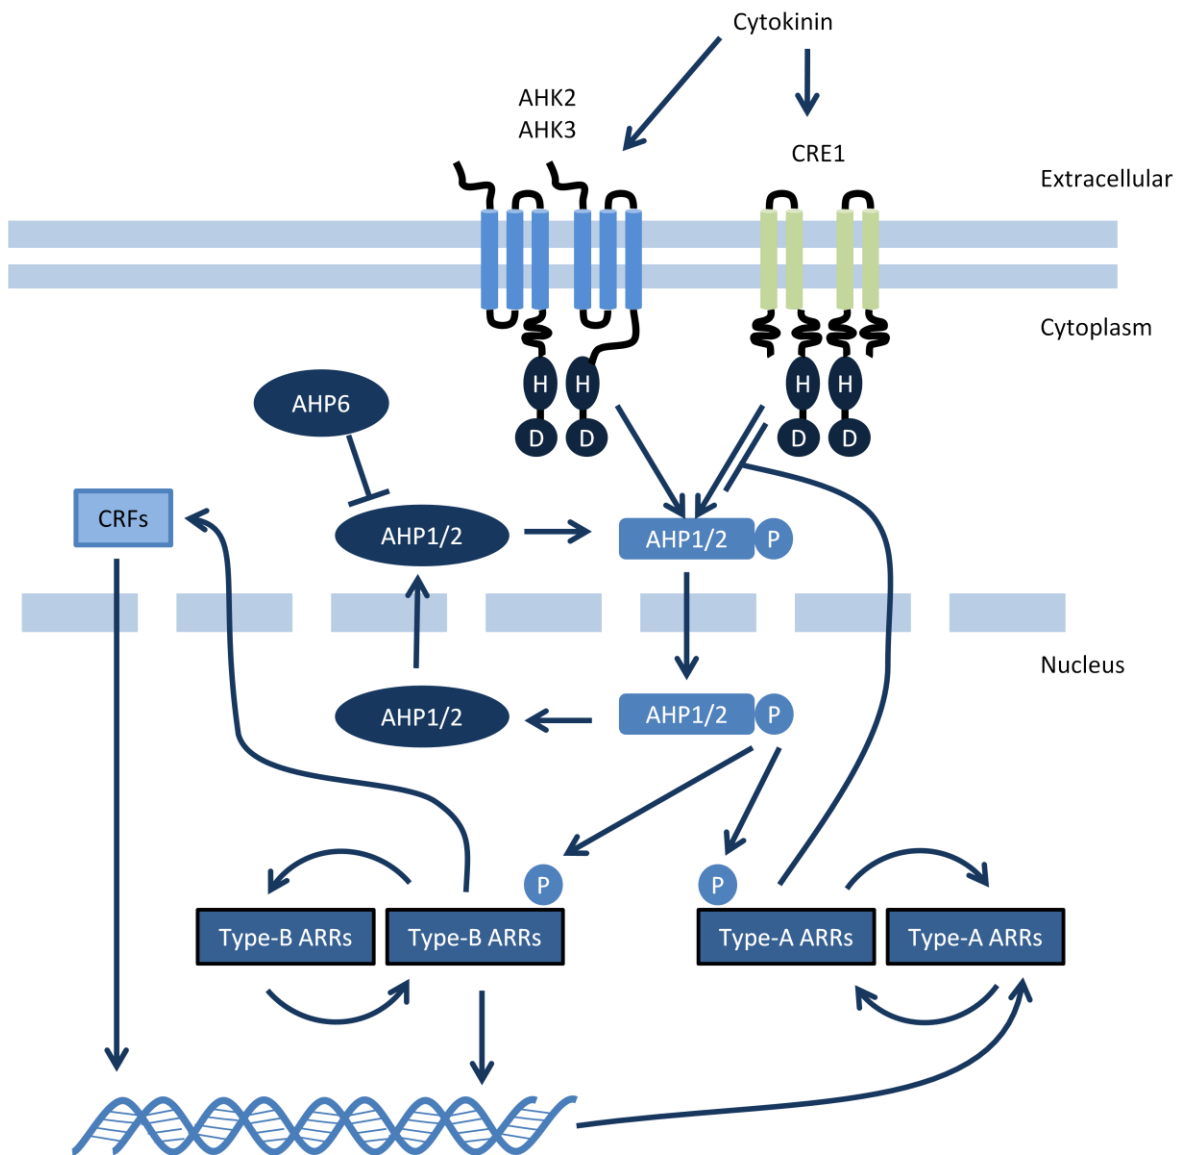 Cytokinin
AHK2
AHK3
CRE1
Extracellular
Cytoplasm
H
H
H
H
D
D
D
D
AHP6
CRFs
AHP1/2
AHP1/2
P
Nucleus
AHP1/2
AHP1/2
P
P
P
Type-B ARRs
Type-B ARRs
Type-A ARRs
Type-A ARRs